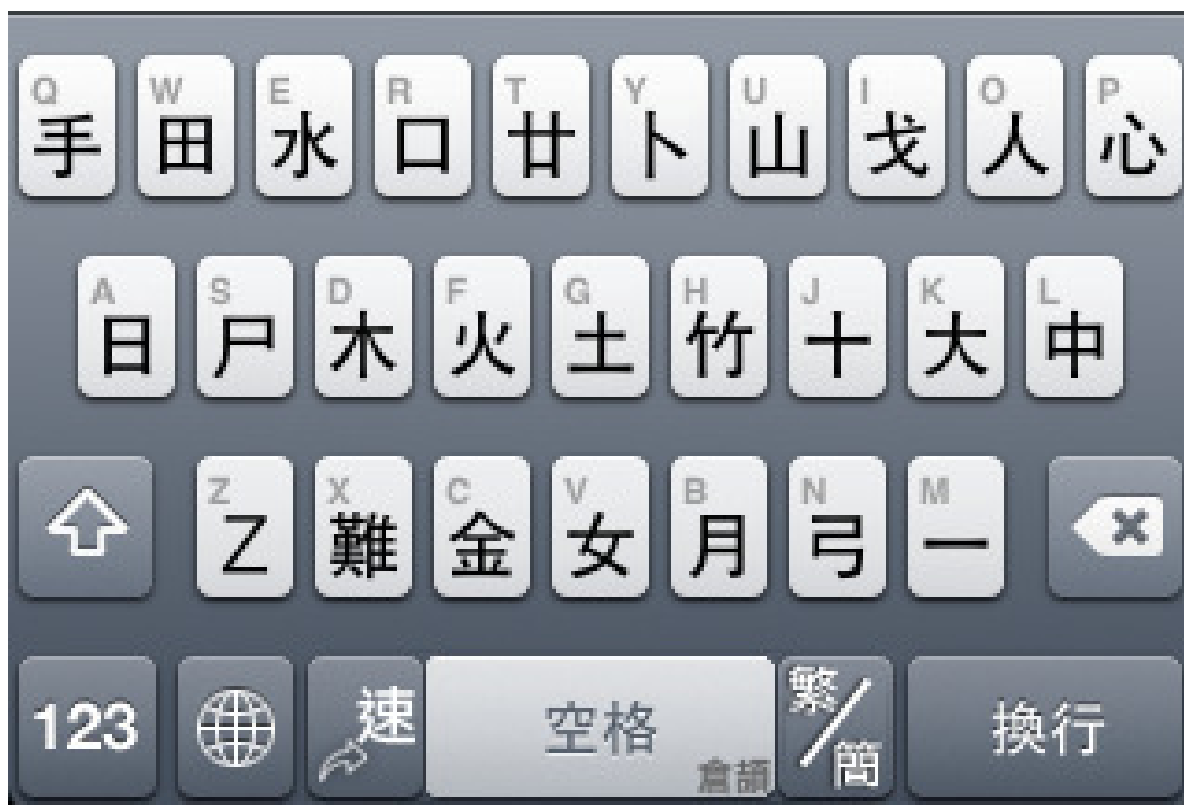 Q W E R T Y U I O P
手 田 水 口 廿 卜 山 戈 人 心
A S D F G H J K L
日 尸 木 火 土 竹 十 大 中
Z X C V B N M
Z 難 金 女 月 弓 一
123 速 空格 倉頡 繁/簡 換行